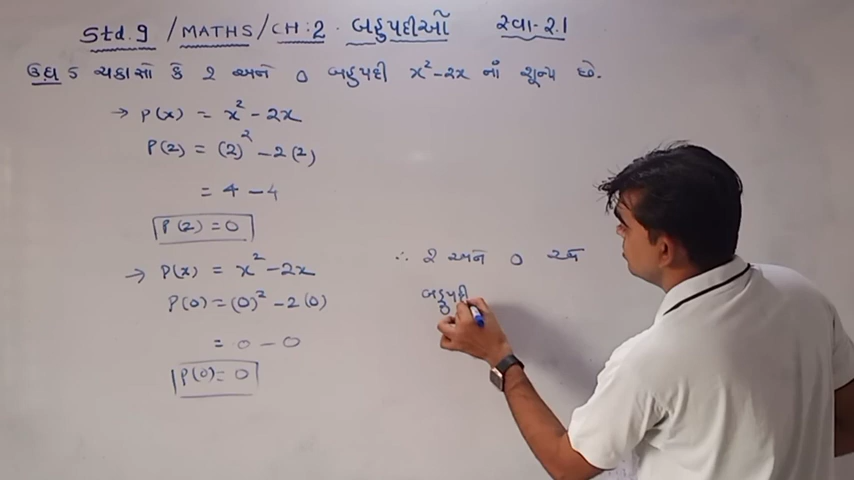 Std.9 / MATHS / CH:2. બહુપદીઓ સ્વા-2.1
ઉદા 5 ચકાસો કે 2 અને 0 બહુપદી x² - 2x નાં શૂન્ય છે.
→ P(x) = x² - 2x
P(2) = (2)² - 2(2)
= 4 - 4
P(2) = 0
→ P(x) = x² - 2x
P(0) = (0)² - 2(0)
= 0 - 0
P(0) = 0
∴ 2 અને 0 એ
બહુપદી